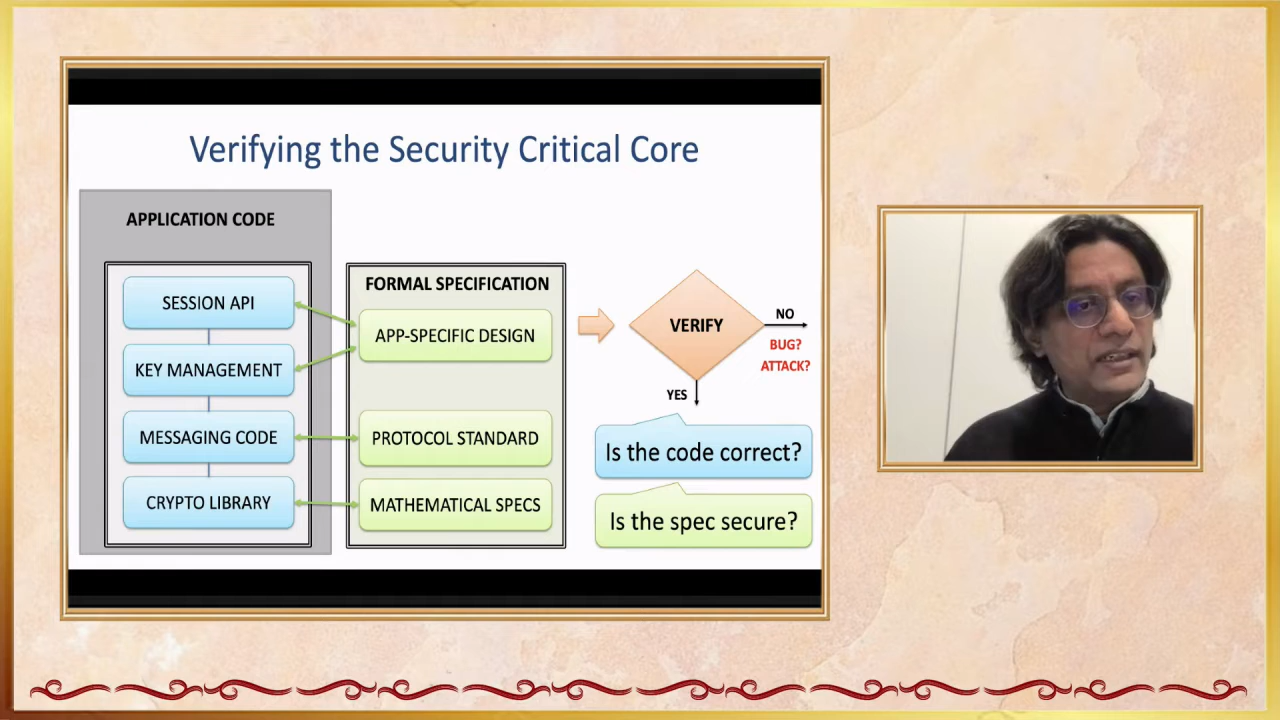 Verifying the Security Critical Core
APPLICATION CODE
SESSION API
KEY MANAGEMENT
MESSAGING CODE
CRYPTO LIBRARY
FORMAL SPECIFICATION
APP-SPECIFIC DESIGN
PROTOCOL STANDARD
MATHEMATICAL SPECS
VERIFY
NO
BUG?
ATTACK?
YES
Is the code correct?
Is the spec secure?